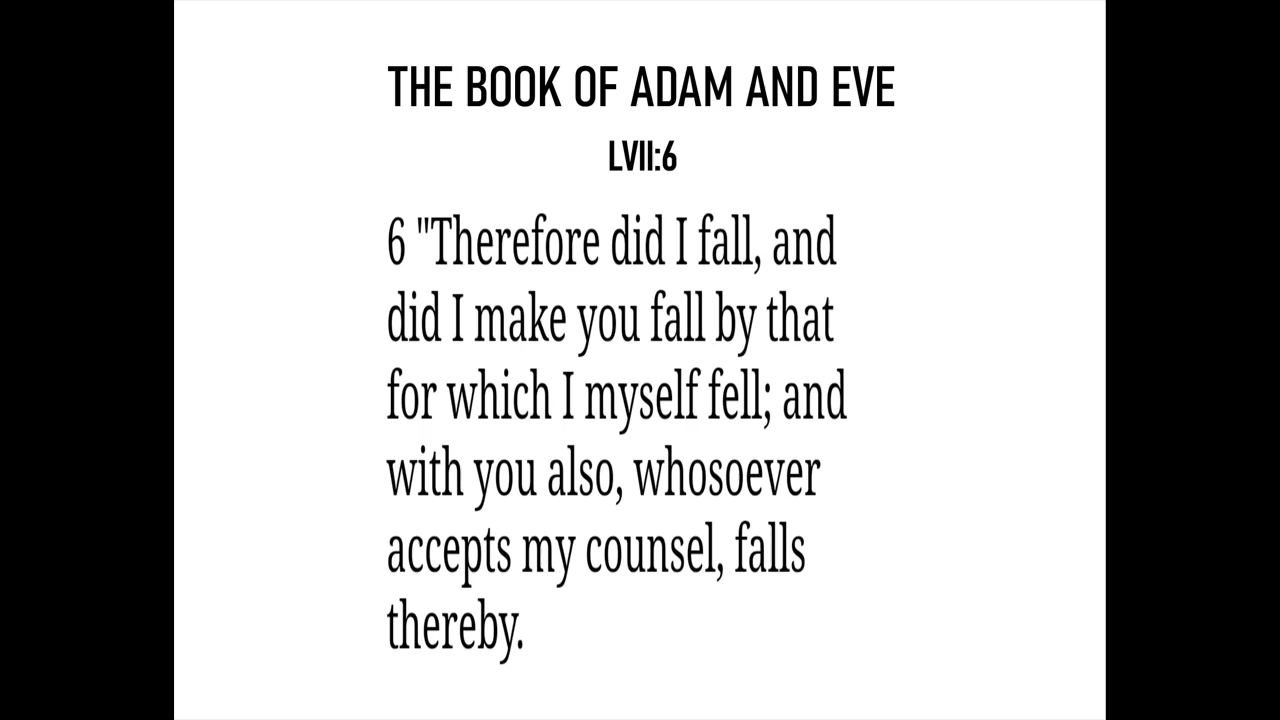 THE BOOK OF ADAM AND EVE
LVII:6
6 "Therefore did I fall, and
did I make you fall by that
for which I myself fell; and
with you also, whosoever
accepts my counsel, falls
thereby.